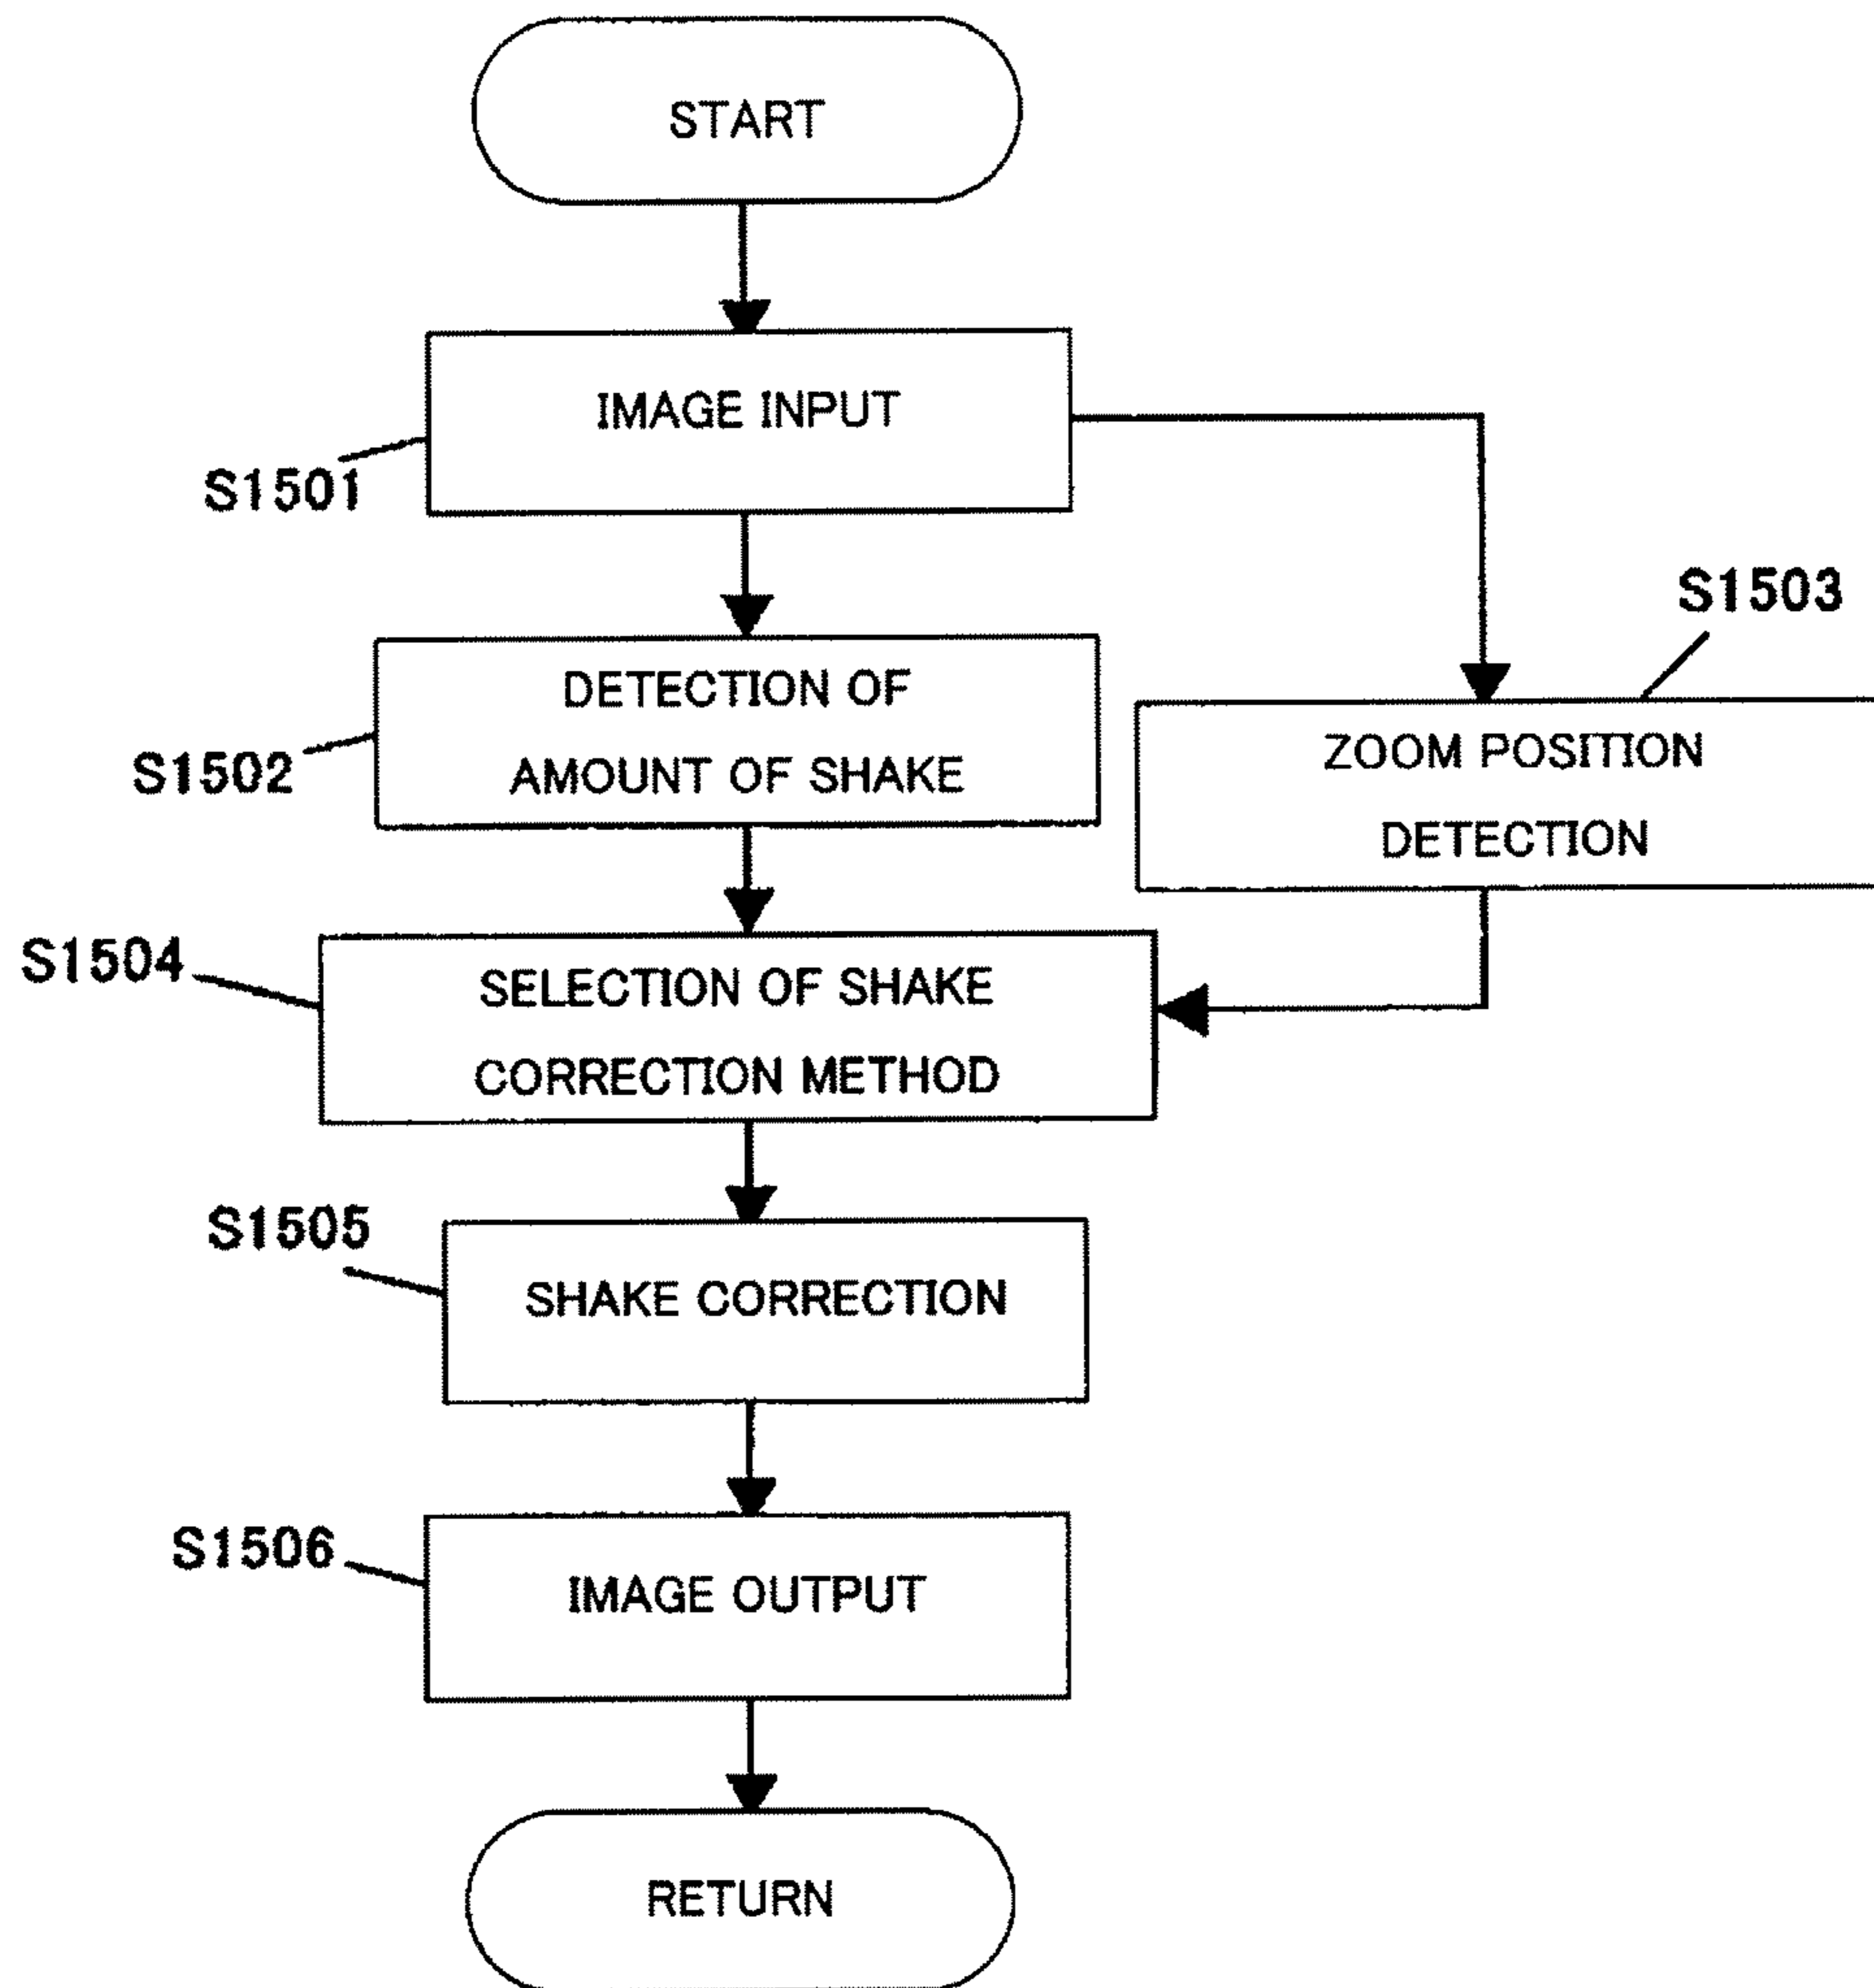 START
IMAGE INPUT
S1501
S1503
DETECTION OF
AMOUNT OF SHAKE
S1502
ZOOM POSITION
DETECTION
S1504
SELECTION OF SHAKE
CORRECTION METHOD
S1505
SHAKE CORRECTION
S1506
IMAGE OUTPUT
RETURN